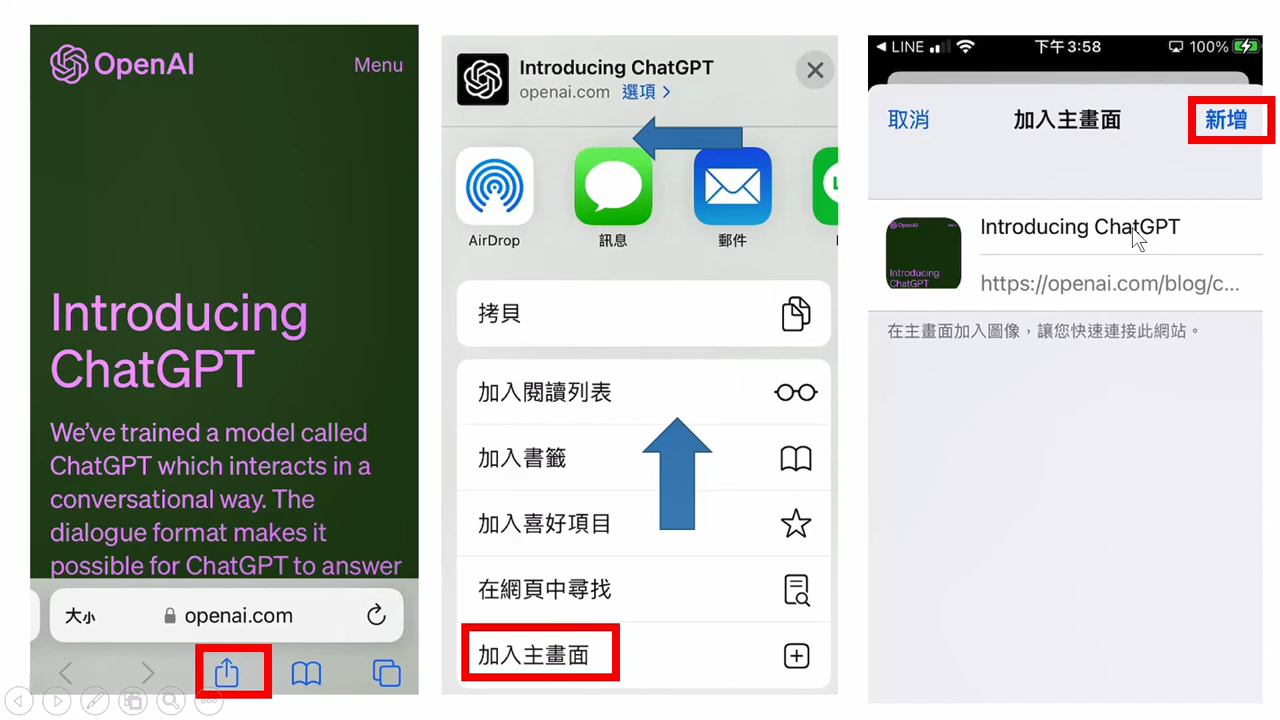 OpenAI
Menu
Introducing
ChatGPT
We've trained a model called
ChatGPT which interacts in a
conversational way. The
dialogue format makes it
possible for ChatGPT to answer
大小
openai.com
Introducing ChatGPT
openai.com 選項 >
AirDrop
訊息
郵件
拷貝
加入閱讀列表
加入書籤
加入喜好項目
在網頁中尋找
加入主畫面
LINE
下午3:58
100%
取消
加入主畫面
新增
Introducing ChatGPT
https://openai.com/blog/c...
Introducing
ChatGPT
在主畫面加入圖像，讓您快速連接此網站。